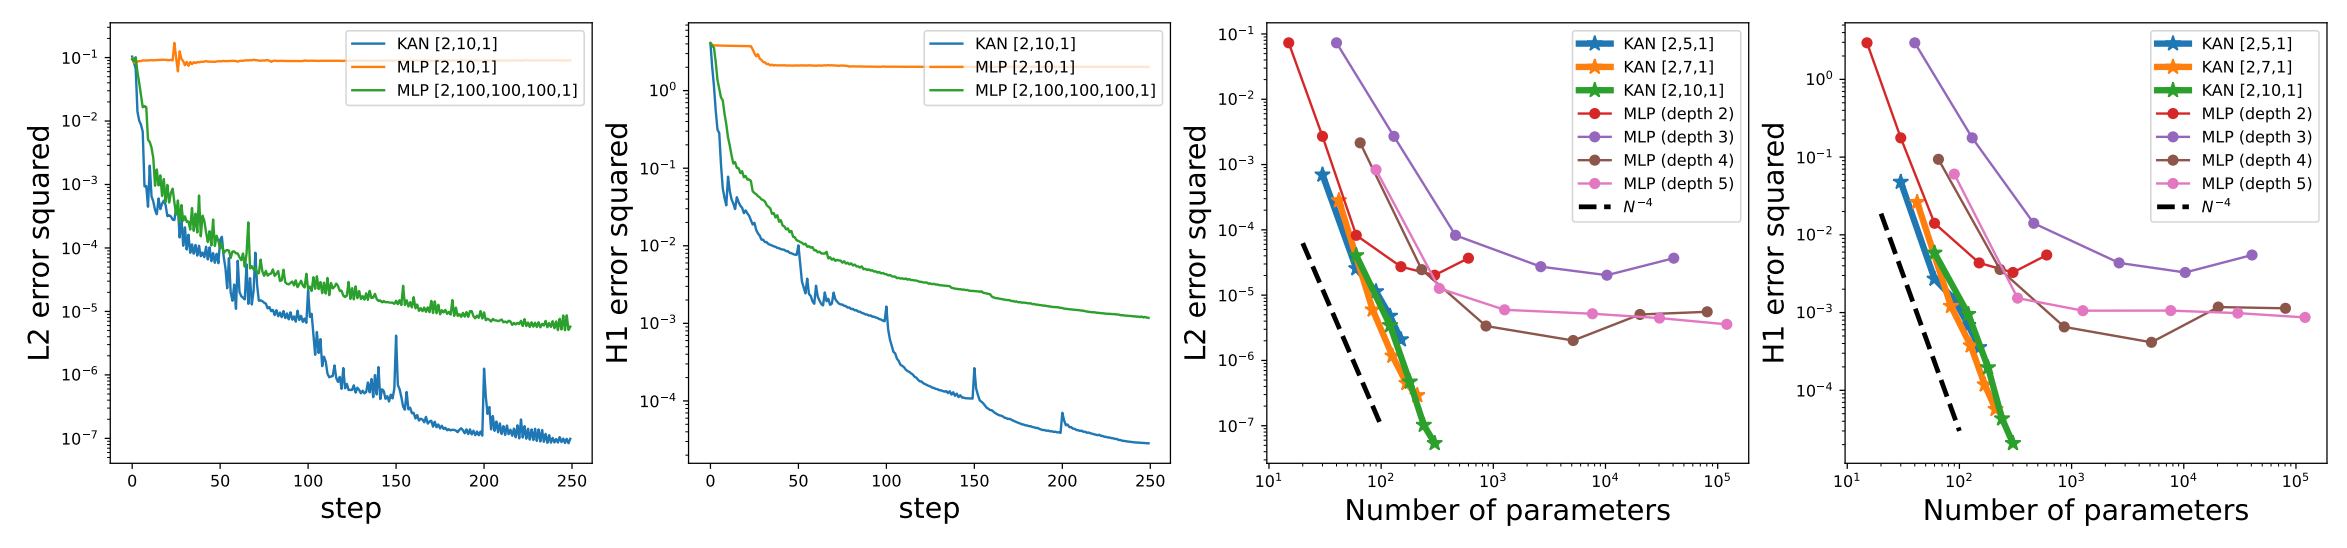 L2 error squared
10⁻¹
10⁻²
10⁻³
10⁻⁴
10⁻⁵
10⁻⁶
10⁻⁷
KAN [2,10,1]
MLP [2,10,1]
MLP [2,100,100,100,1]
0 50 100 150 200 250
step
H1 error squared
10⁰
10⁻¹
10⁻²
10⁻³
10⁻⁴
KAN [2,10,1]
MLP [2,10,1]
MLP [2,100,100,100,1]
0 50 100 150 200 250
step
L2 error squared
10⁻¹
10⁻²
10⁻³
10⁻⁴
10⁻⁵
10⁻⁶
10⁻⁷
KAN [2,5,1]
KAN [2,7,1]
KAN [2,10,1]
MLP (depth 2)
MLP (depth 3)
MLP (depth 4)
MLP (depth 5)
N⁻⁴
10¹ 10² 10³ 10⁴ 10⁵
Number of parameters
H1 error squared
10⁰
10⁻¹
10⁻²
10⁻³
10⁻⁴
KAN [2,5,1]
KAN [2,7,1]
KAN [2,10,1]
MLP (depth 2)
MLP (depth 3)
MLP (depth 4)
MLP (depth 5)
N⁻⁴
10¹ 10² 10³ 10⁴ 10⁵
Number of parameters